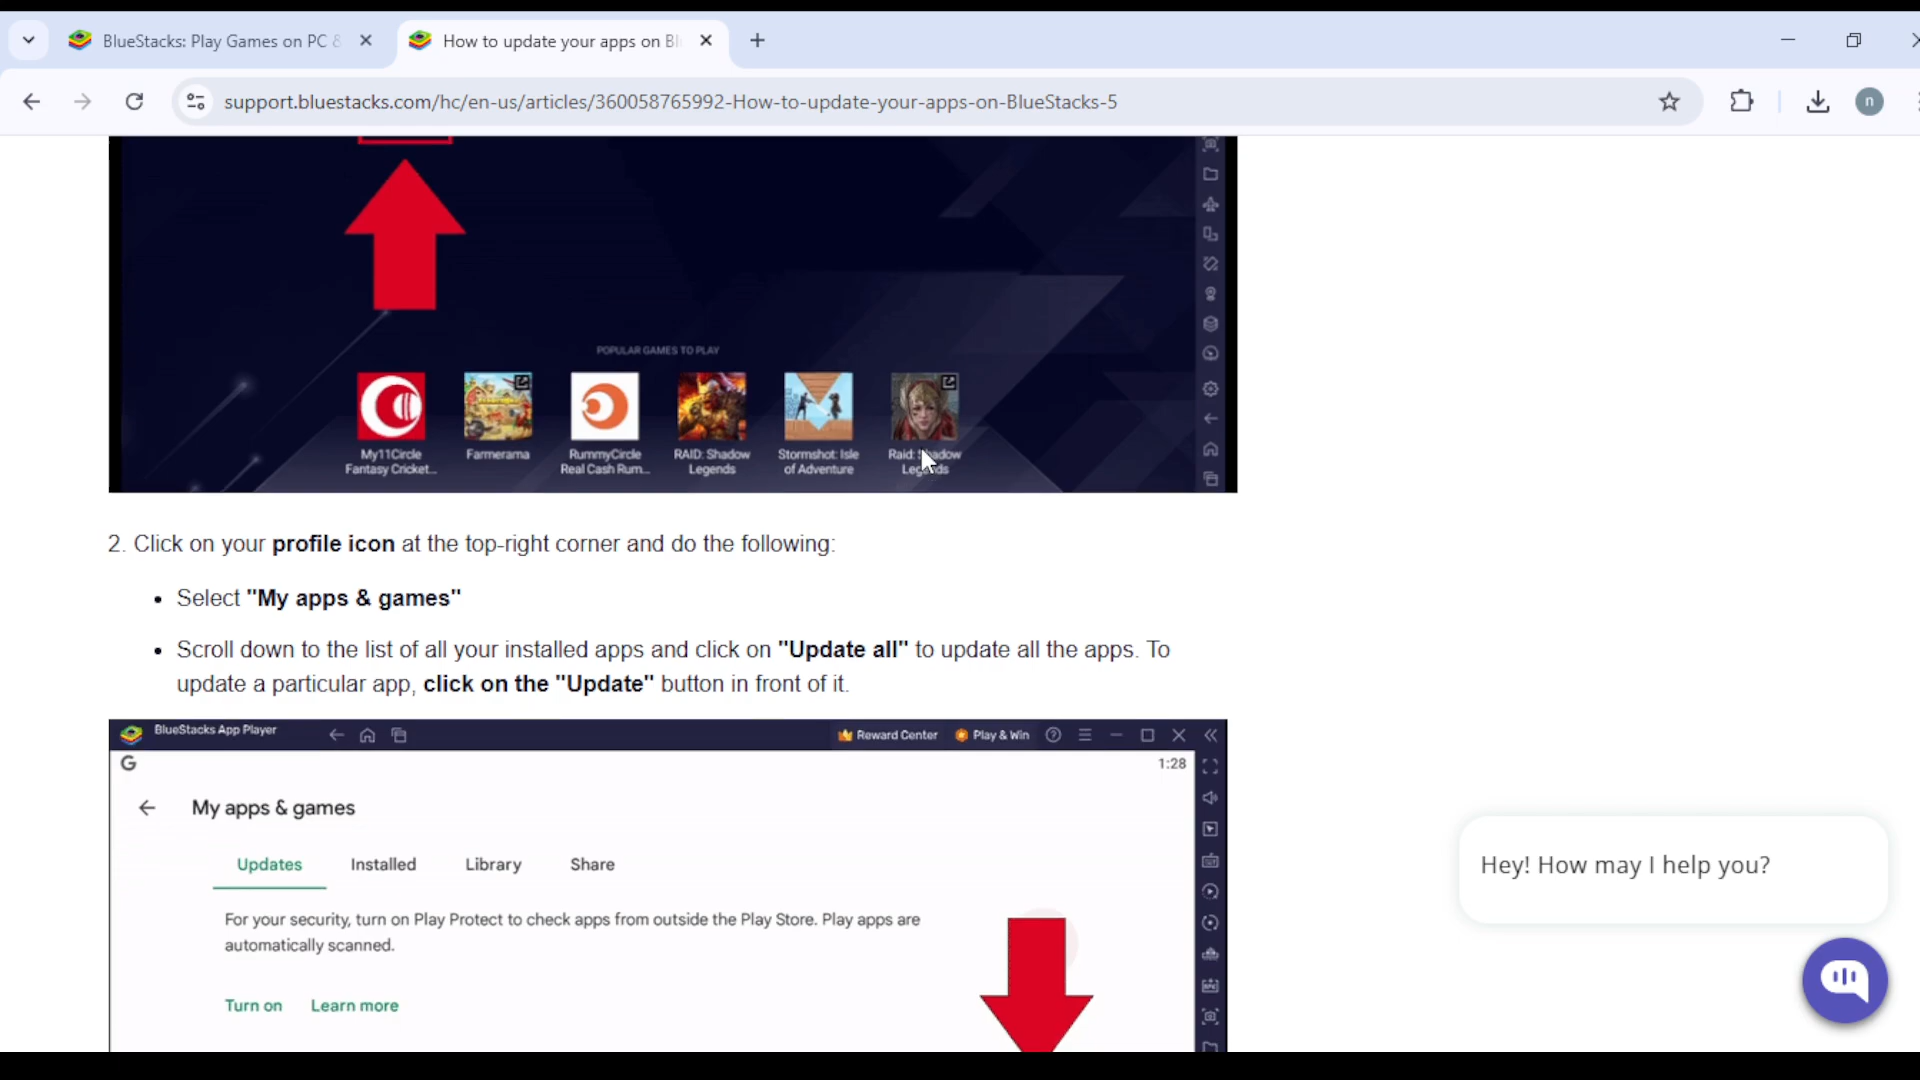 BlueStacks: Play Games on PC &
How to update your apps on Bl
support.bluestacks.com/hc/en-us/articles/360058765992-How-to-update-your-apps-on-BlueStacks-5
n
POPULAR GAMES TO PLAY
My11Circle
Fantasy Cricket...
Farmerama
RummyCircle
Real Cash Rum...
RAID: Shadow
Legends
Stormshot: Isle
of Adventure
Raid: Shadow
Legends
2. Click on your profile icon at the top-right corner and do the following:
• Select "My apps & games"
• Scroll down to the list of all your installed apps and click on "Update all" to update all the apps. To
update a particular app, click on the "Update" button in front of it.
BlueStacks App Player
Reward Center
Play & Win
G
1:28
My apps & games
Updates
Installed
Library
Share
For your security, turn on Play Protect to check apps from outside the Play Store. Play apps are
automatically scanned.
Turn on
Learn more
Hey! How may I help you?